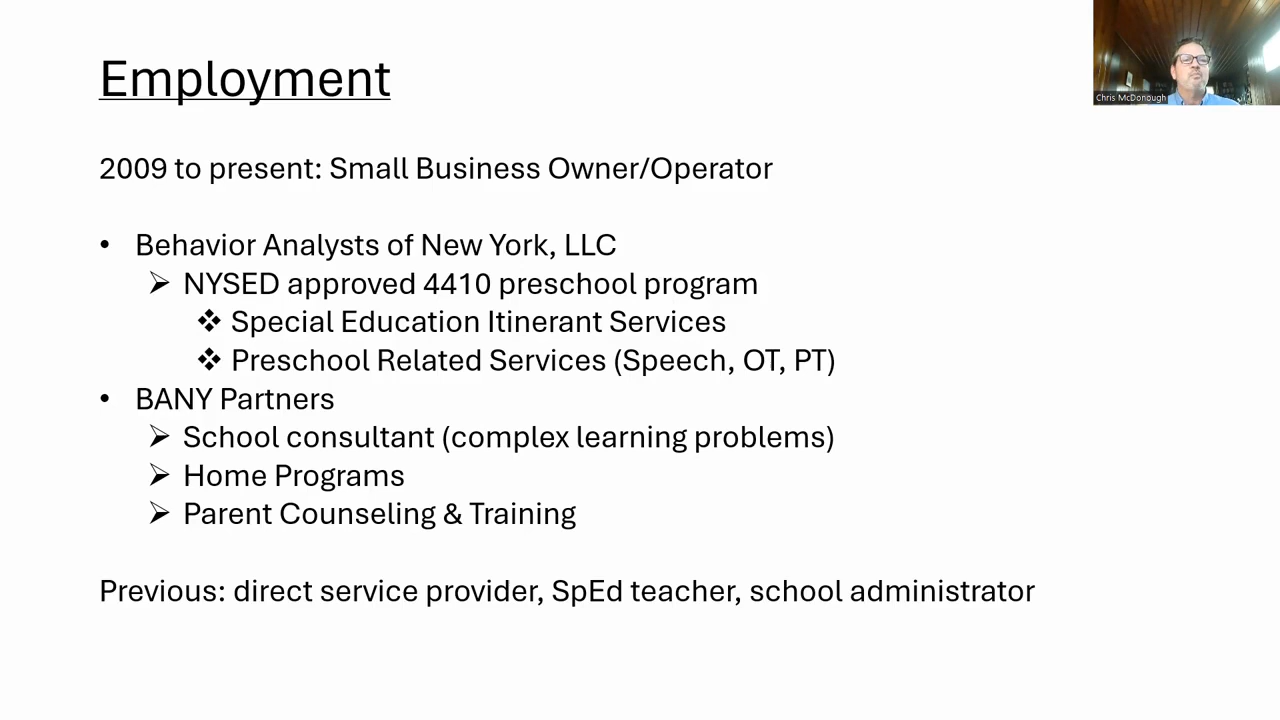 Employment
Chris McDonough
2009 to present: Small Business Owner/Operator
• Behavior Analysts of New York, LLC
➢ NYSED approved 4410 preschool program
❖ Special Education Itinerant Services
❖ Preschool Related Services (Speech, OT, PT)
• BANY Partners
➢ School consultant (complex learning problems)
➢ Home Programs
➢ Parent Counseling & Training
Previous: direct service provider, SpEd teacher, school administrator